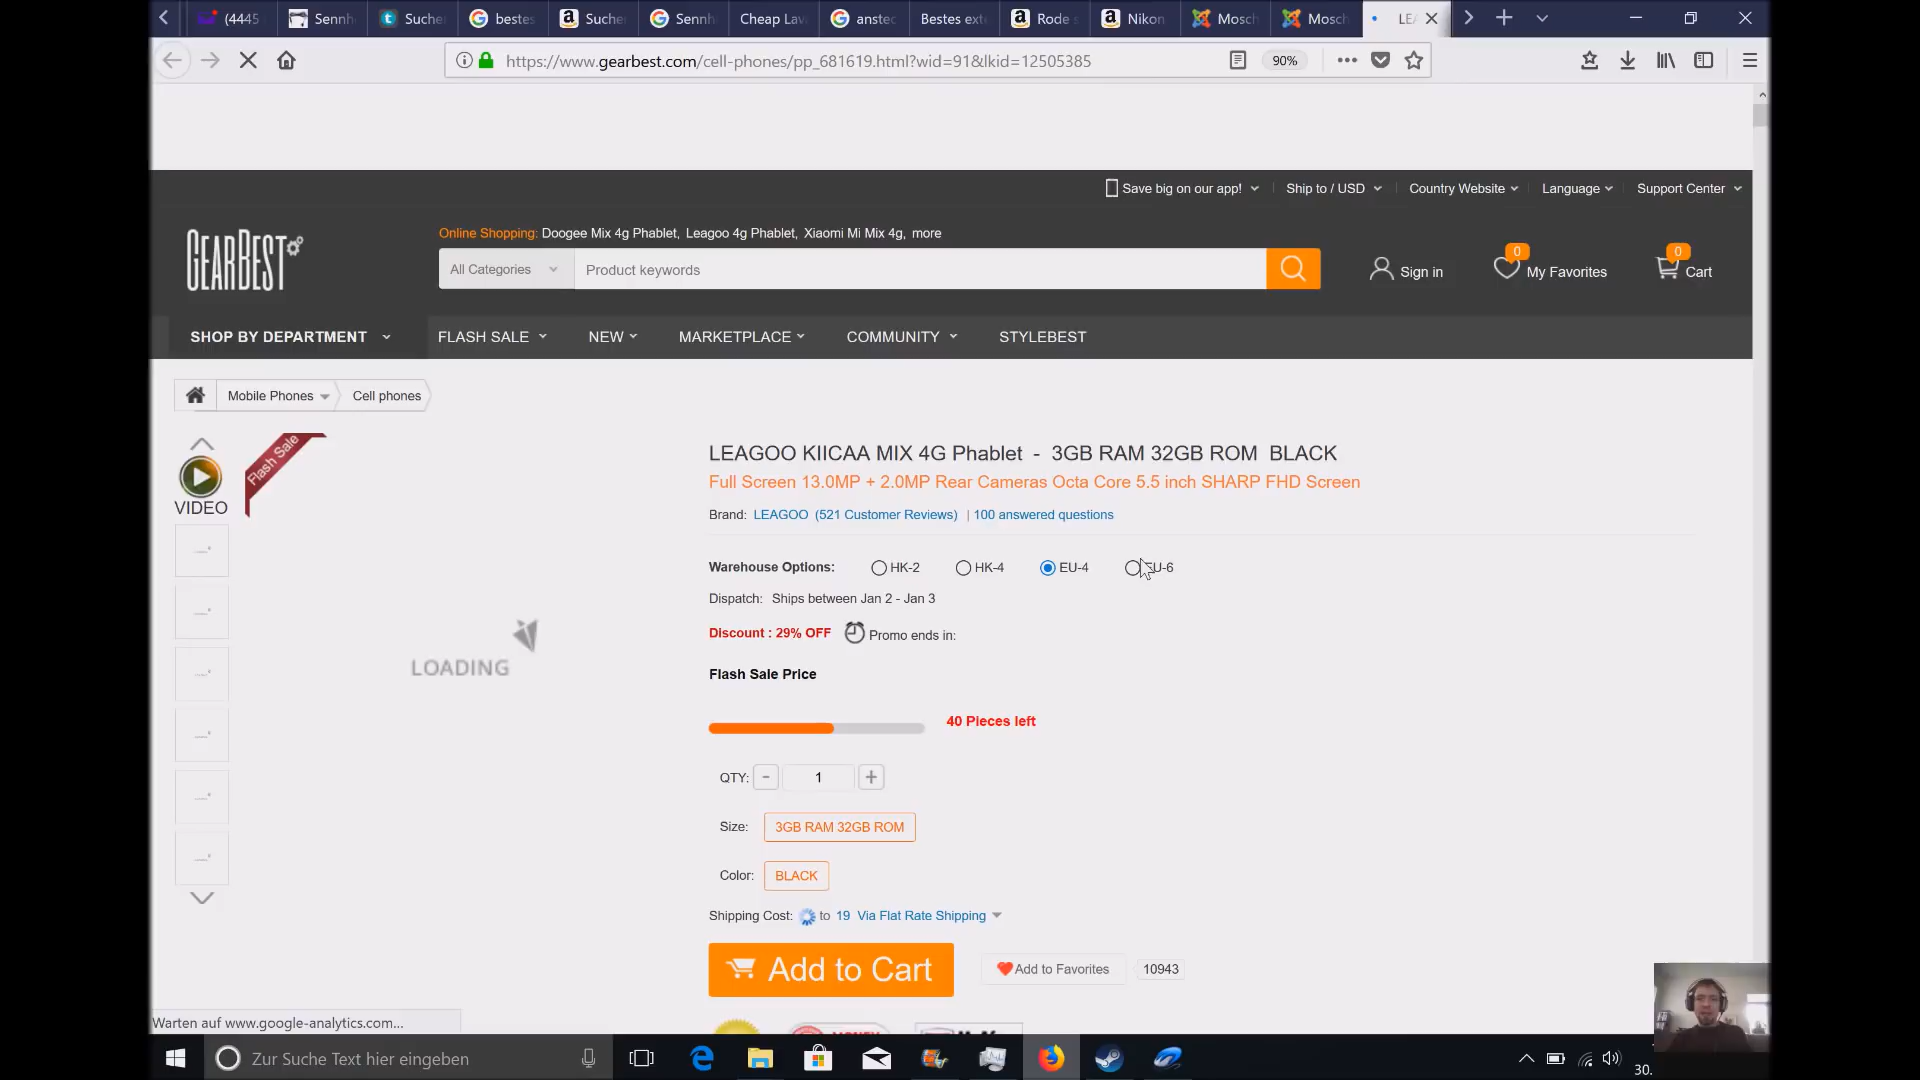 (4445
Sennh
Suche
bestes
Suche
Sennh
Cheap Lav
anstec
Bestes ext
Rode s
Nikon
Mosch
Mosch
LEA
https://www.gearbest.com/cell-phones/pp_681619.html?wid=91&lkid=12505385
90%
Save big on our app!
Ship to / USD
Country Website
Language
Support Center
GEARBEST
Online Shopping: Doogee Mix 4g Phablet, Leagoo 4g Phablet, Xiaomi Mi Mix 4g, more
All Categories
Product keywords
Sign in
0
My Favorites
0
Cart
SHOP BY DEPARTMENT
FLASH SALE
NEW
MARKETPLACE
COMMUNITY
STYLEBEST
Mobile Phones
Cell phones
Flash Sale
VIDEO
LOADING
LEAGOO KIICAA MIX 4G Phablet - 3GB RAM 32GB ROM BLACK
Full Screen 13.0MP + 2.0MP Rear Cameras Octa Core 5.5 inch SHARP FHD Screen
Brand: LEAGOO (521 Customer Reviews) | 100 answered questions
Warehouse Options: HK-2 HK-4 EU-4 EU-6
Dispatch: Ships between Jan 2 - Jan 3
Discount : 29% OFF Promo ends in:
Flash Sale Price
40 Pieces left
QTY: - 1 +
Size: 3GB RAM 32GB ROM
Color: BLACK
Shipping Cost: to 19 Via Flat Rate Shipping
Add to Cart
Add to Favorites
10943
Warten auf www.google-analytics.com...
Zur Suche Text hier eingeben
30.